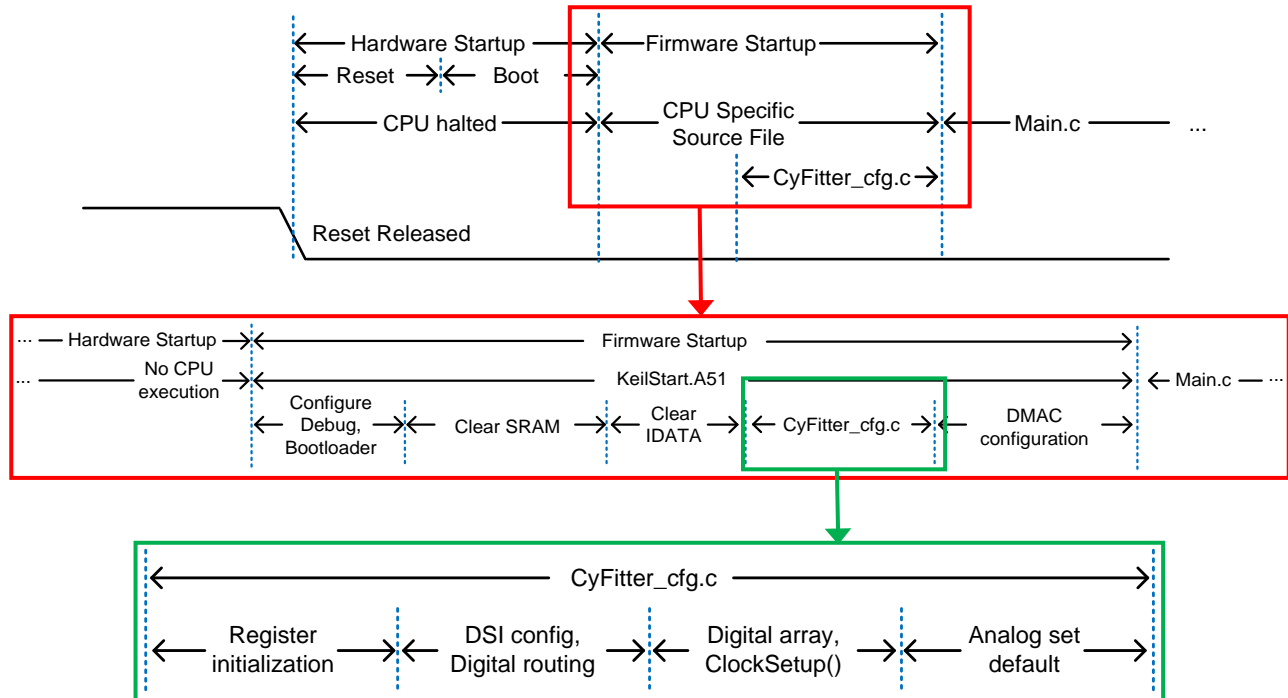 Hardware Startup Firmware Startup
Reset Boot
CPU halted CPU Specific Source File Main.c ...
CyFitter_cfg.c
Reset Released
... Hardware Startup Firmware Startup
... No CPU execution KeilStart.A51 Main.c ...
Configure Debug, Bootloader Clear SRAM Clear IDATA CyFitter_cfg.c DMAC configuration
CyFitter_cfg.c
Register initialization DSI config, Digital routing Digital array, ClockSetup() Analog set default